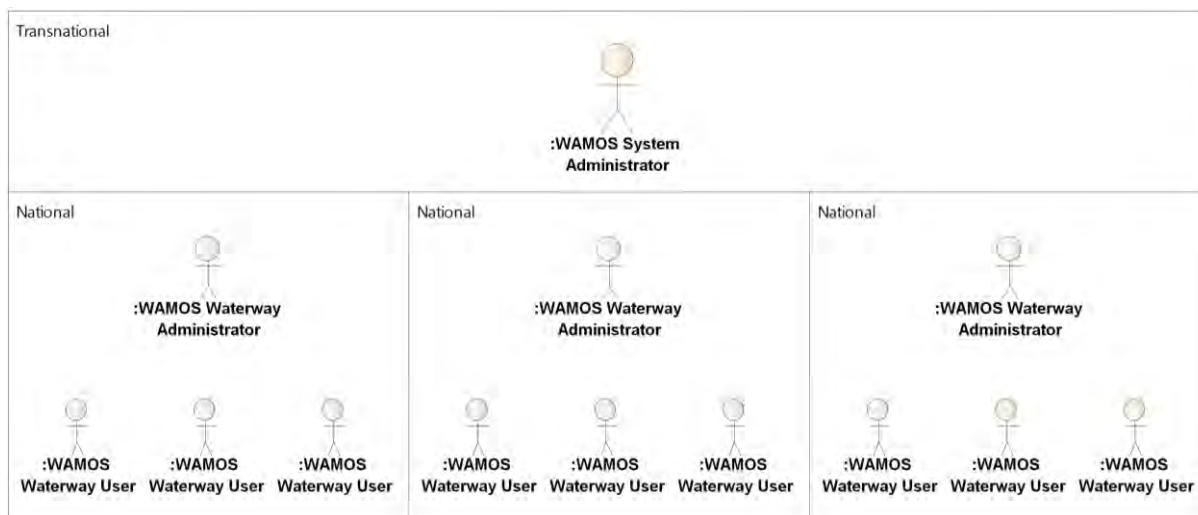 Transnational
:WAMOS System
Administrator
National
National
National
:WAMOS Waterway
Administrator
:WAMOS Waterway
Administrator
:WAMOS Waterway
Administrator
:WAMOS
Waterway User
:WAMOS
Waterway User
:WAMOS
Waterway User
:WAMOS
Waterway User
:WAMOS
Waterway User
:WAMOS
Waterway User
:WAMOS
Waterway User
:WAMOS
Waterway User
:WAMOS
Waterway User